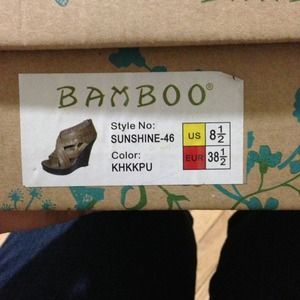 BAMBOO®
Style No:
SUNSHINE-46
Color:
KHKKPU
US 8 1/2
EUR 38 1/2